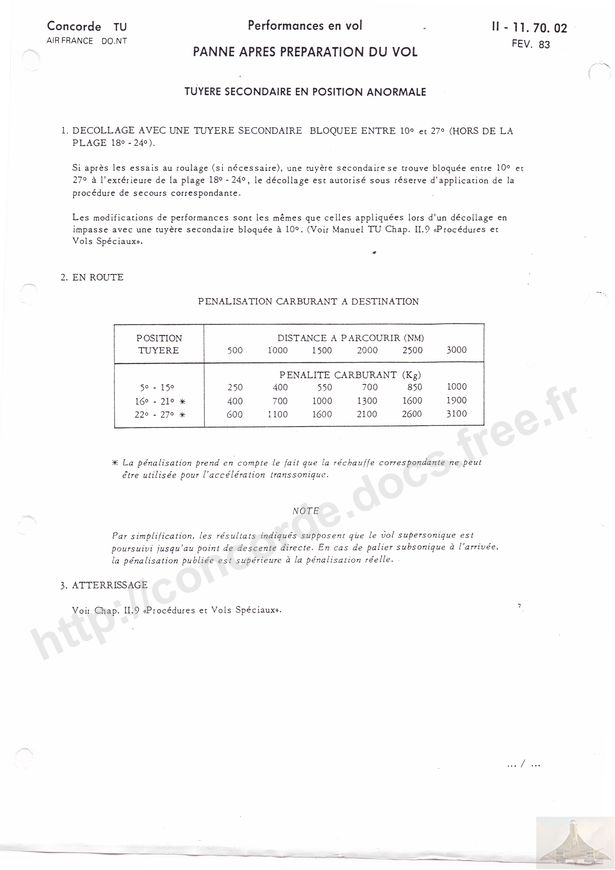 Concorde TU
Performances en vol
II - 11.70.02
AIR FRANCE DO.NT
FEV. 83
PANNE APRES PREPARATION DU VOL
TUYERE SECONDAIRE EN POSITION ANORMALE
1. DECOLLAGE AVEC UNE TUYERE SECONDAIRE BLOQUEE ENTRE 10° et 27° (HORS DE LA
PLAGE 18° - 24°).
Si après les essais au roulage (si nécessaire), une tuyère secondaire se trouve bloquée entre 10° et
27° à l'extérieure de la plage 18° - 24°, le décollage est autorisé sous réserve d'application de la
procédure de secours correspondante.
Les modifications de performances sont les mêmes que celles appliquées lors d'un décollage en
impasse avec une tuyère secondaire bloquée à 10°. (Voir Manuel TU Chap. II.9 «Procédures et
Vols Spéciaux».
2. EN ROUTE
PENALISATION CARBURANT A DESTINATION
POSITION DISTANCE A PARCOURIR (NM)
TUYERE 500 1000 1500 2000 2500 3000
PENALITE CARBURANT (Kg)
5° - 15° 250 400 550 700 850 1000
16° - 21° * 400 700 1000 1300 1600 1900
22° - 27° * 600 1100 1600 2100 2600 3100
* La pénalisation prend en compte le fait que la réchauffe correspondante ne peut
être utilisée pour l'accélération transsonique.
NOTE
Par simplification, les résultats indiqués supposent que le vol supersonique est
poursuivi jusqu'au point de descente directe. En cas de palier subsonique à l'arrivée,
la pénalisation publiée est supérieure à la pénalisation réelle.
3. ATTERRISSAGE
Voir Chap. II.9 «Procédures et Vols Spéciaux».
... / ...
http://concorde.docs.free.fr